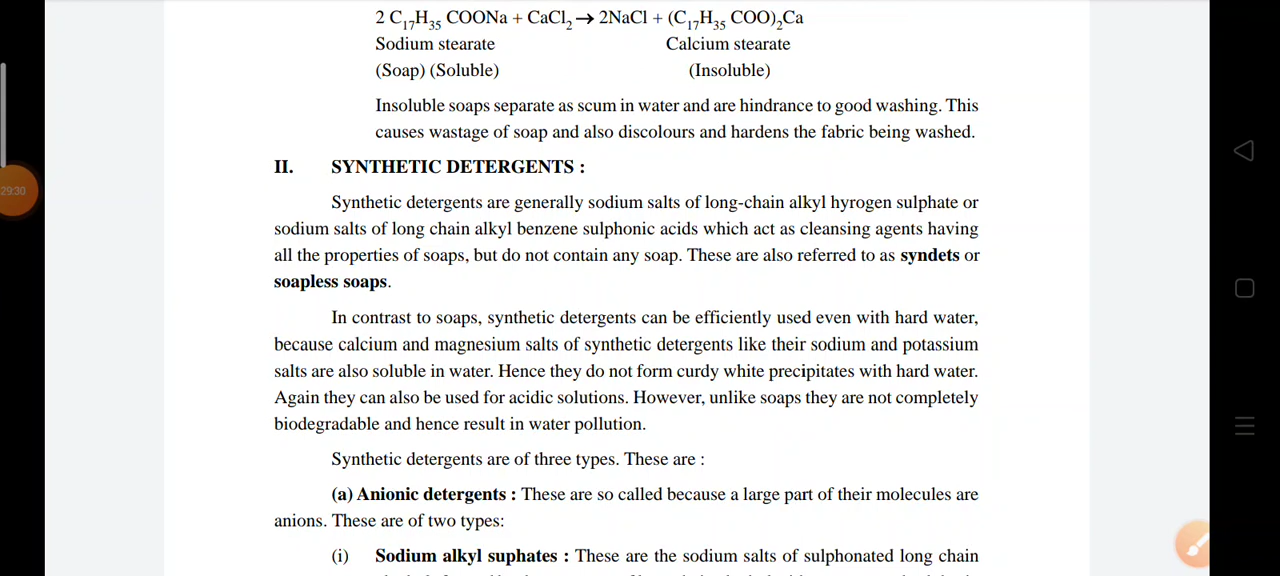 2 C₁₇H₃₅ COONa + CaCl₂ → 2NaCl + (C₁₇H₃₅ COO)₂Ca
Sodium stearate Calcium stearate
(Soap) (Soluble) (Insoluble)
Insoluble soaps separate as scum in water and are hindrance to good washing. This
causes wastage of soap and also discolours and hardens the fabric being washed.
II. SYNTHETIC DETERGENTS :
Synthetic detergents are generally sodium salts of long-chain alkyl hyrogen sulphate or
sodium salts of long chain alkyl benzene sulphonic acids which act as cleansing agents having
all the properties of soaps, but do not contain any soap. These are also referred to as syndets or
soapless soaps.
In contrast to soaps, synthetic detergents can be efficiently used even with hard water,
because calcium and magnesium salts of synthetic detergents like their sodium and potassium
salts are also soluble in water. Hence they do not form curdy white precipitates with hard water.
Again they can also be used for acidic solutions. However, unlike soaps they are not completely
biodegradable and hence result in water pollution.
Synthetic detergents are of three types. These are :
(a) Anionic detergents : These are so called because a large part of their molecules are
anions. These are of two types:
(i) Sodium alkyl suphates : These are the sodium salts of sulphonated long chain
29:30